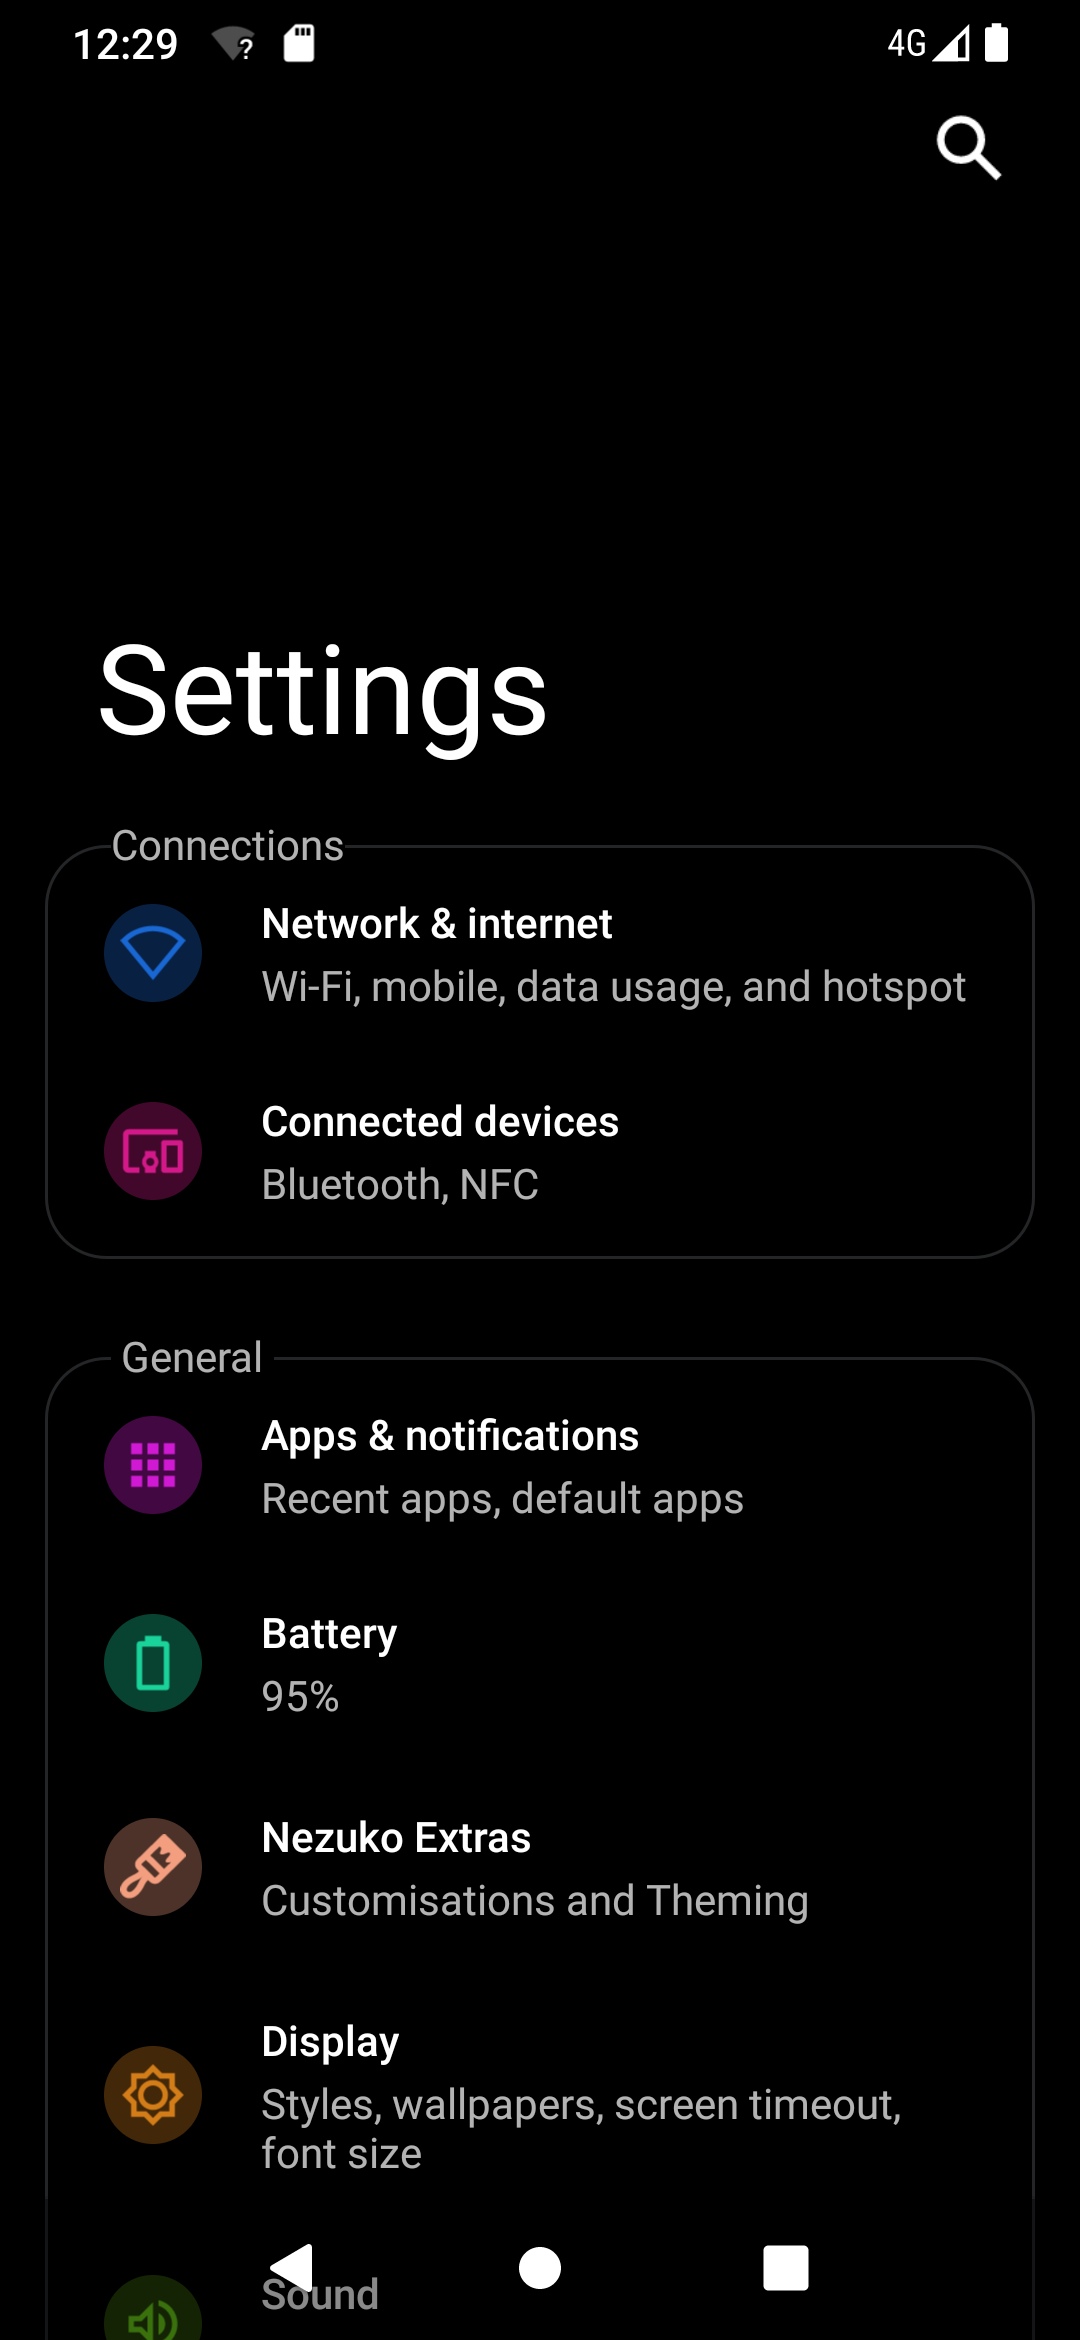 12:29
4G
Settings
Connections
Network & internet
Wi-Fi, mobile, data usage, and hotspot
Connected devices
Bluetooth, NFC
General
Apps & notifications
Recent apps, default apps
Battery
95%
Nezuko Extras
Customisations and Theming
Display
Styles, wallpapers, screen timeout,
font size
Sound